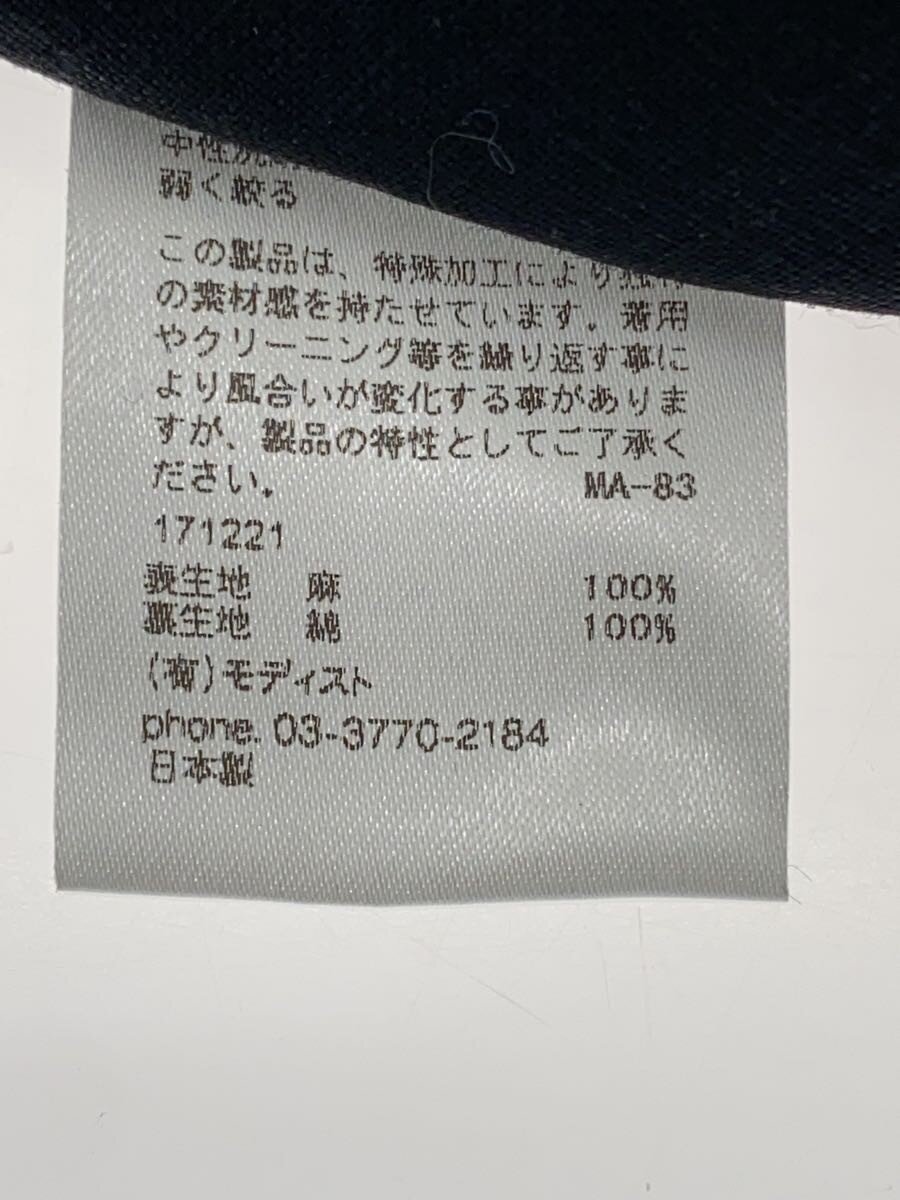 中性洗
弱く絞る
この製品は、特殊加工により独特
の素材感を持たせています。着用
やクリーニング等を繰り返す事に
より風合いが変化する事がありま
すが、製品の特性としてご了承く
ださい。 MA-83
171221
表生地 麻 100%
裏生地 綿 100%
(有)モディスト
phone. 03-3770-2184
日本製